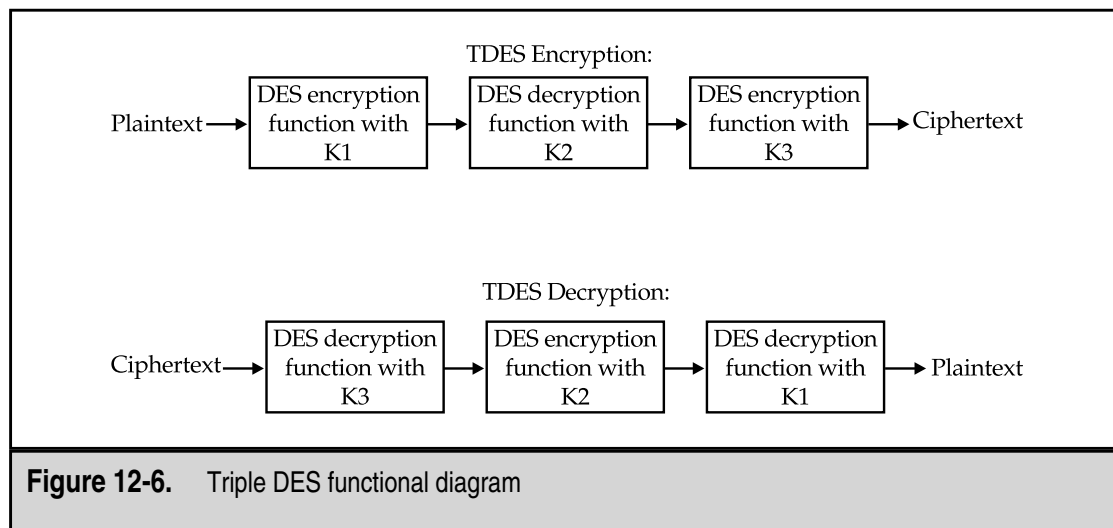 TDES Encryption:
Plaintext
DES encryption
function with
K1
DES decryption
function with
K2
DES encryption
function with
K3
Ciphertext
TDES Decryption:
Ciphertext
DES decryption
function with
K3
DES encryption
function with
K2
DES decryption
function with
K1
Plaintext
Figure 12-6. Triple DES functional diagram